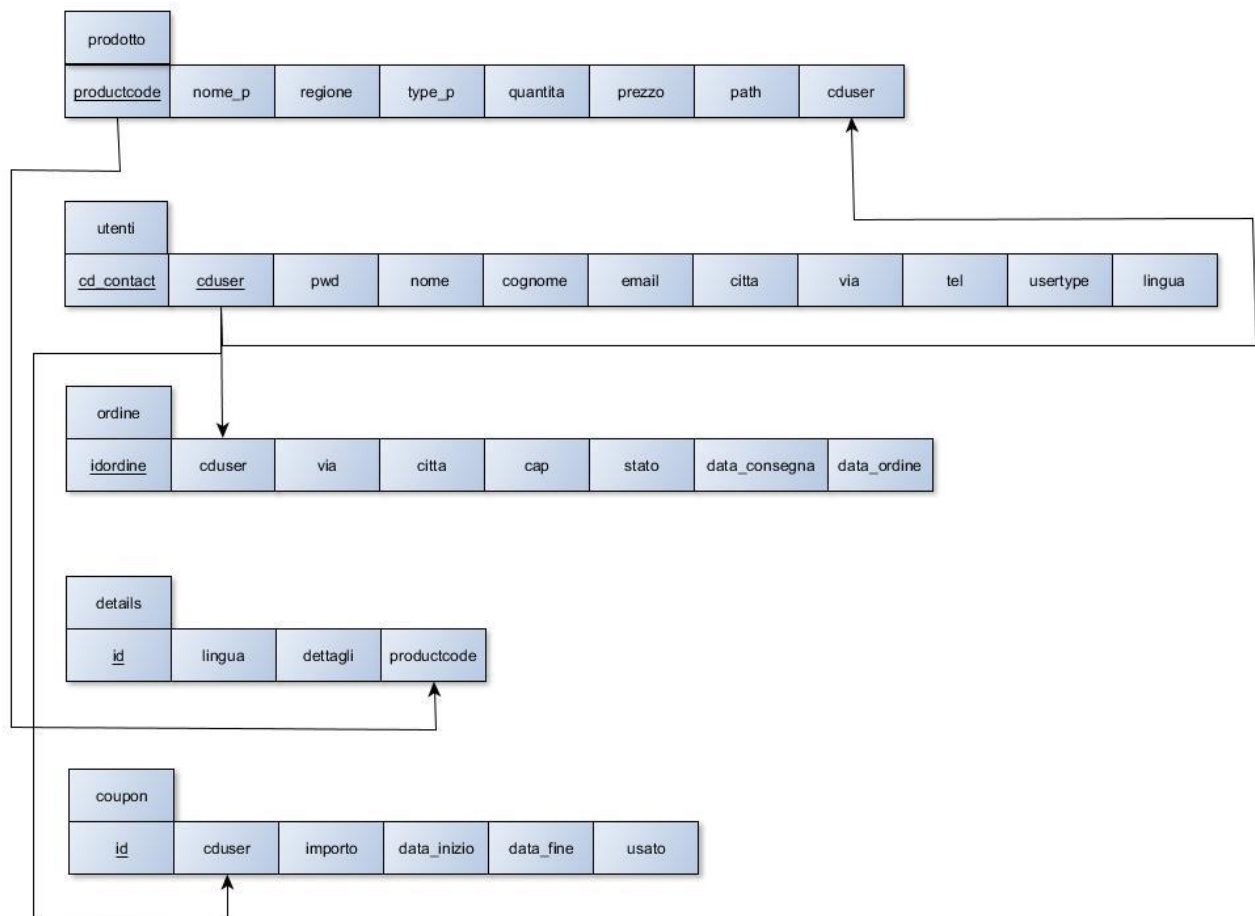 prodotto
productcode nome_p regione type_p quantita prezzo path cduser
utenti
cd_contact cduser pwd nome cognome email citta via tel usertype lingua
ordine
idordine cduser via citta cap stato data_consegna data_ordine
details
id lingua dettagli productcode
coupon
id cduser importo data_inizio data_fine usato